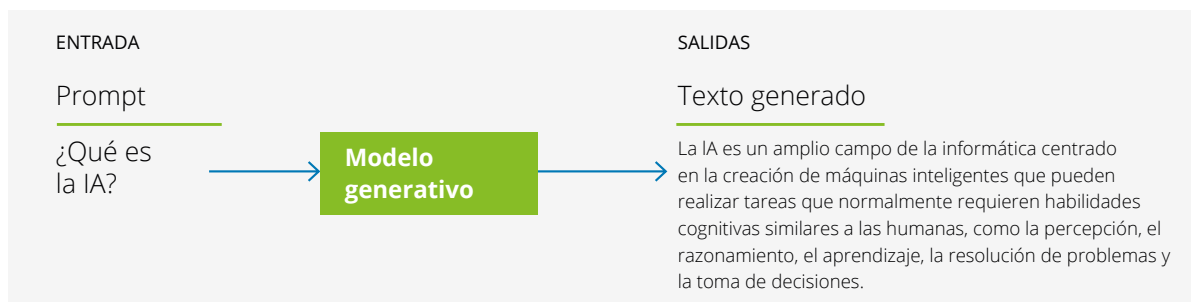 ENTRADA
Prompt
¿Qué es
la IA?
Modelo
generativo
SALIDAS
Texto generado
La IA es un amplio campo de la informática centrado
en la creación de máquinas inteligentes que pueden
realizar tareas que normalmente requieren habilidades
cognitivas similares a las humanas, como la percepción, el
razonamiento, el aprendizaje, la resolución de problemas y
la toma de decisiones.